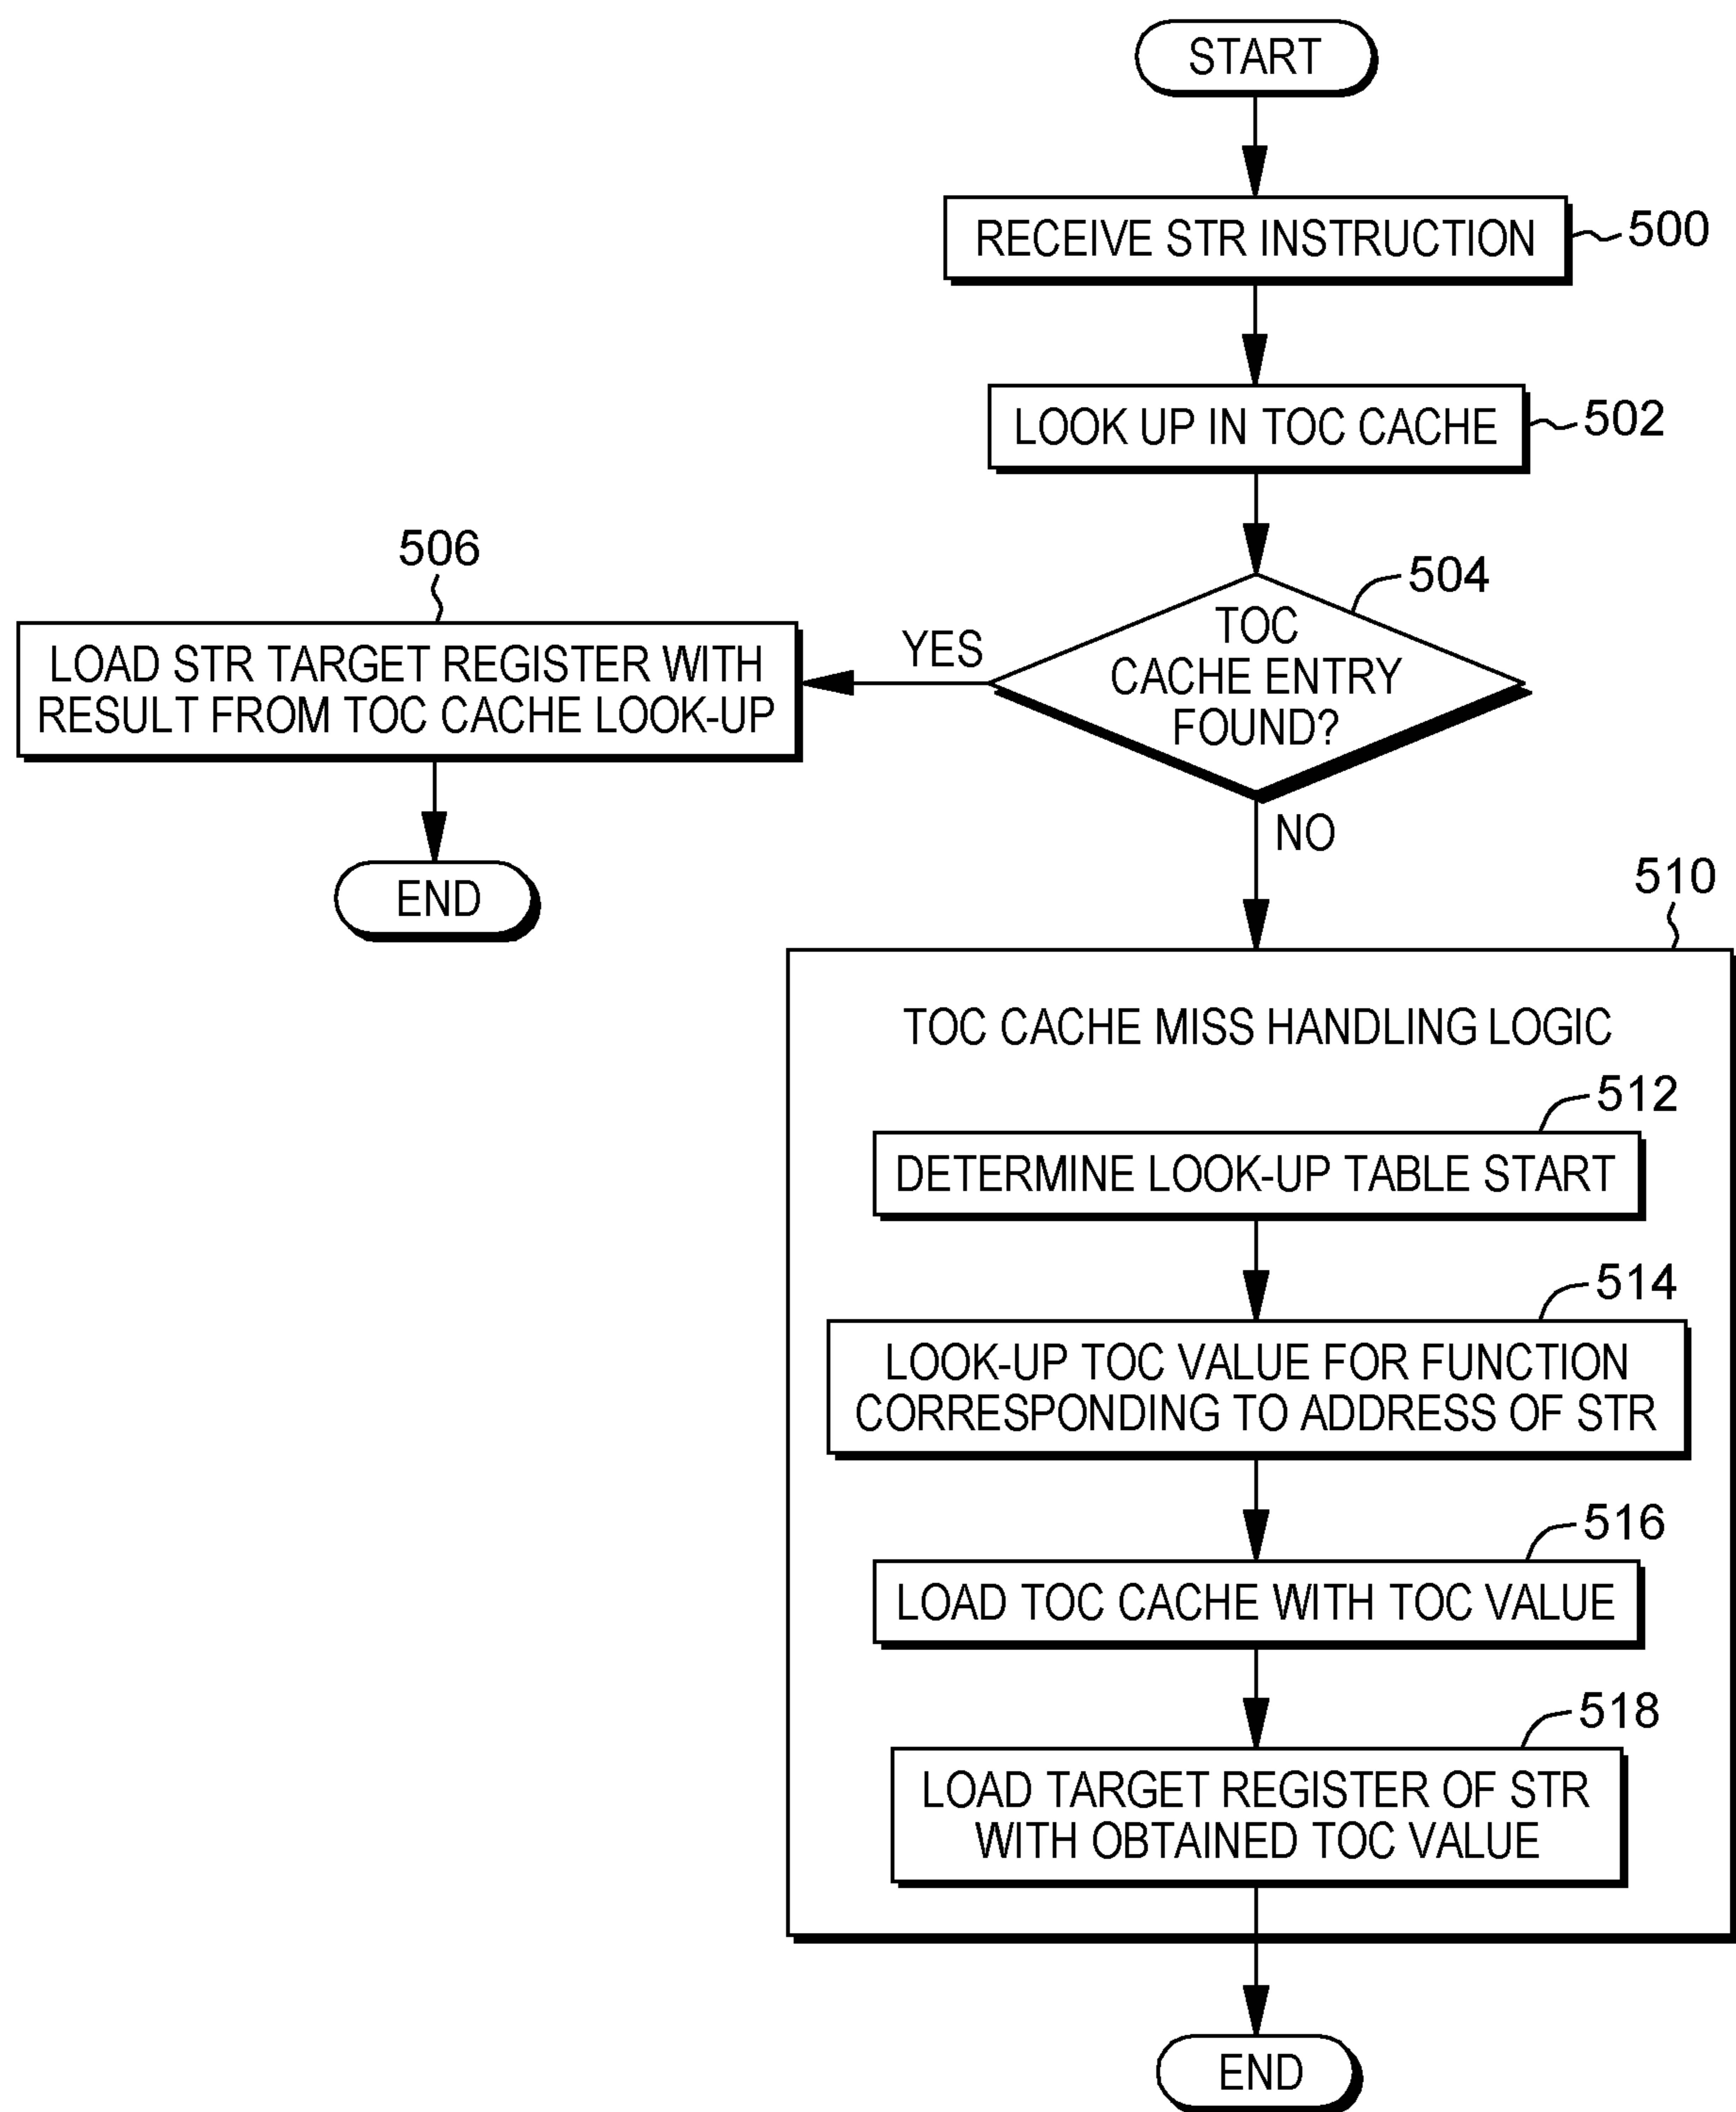 START
RECEIVE STR INSTRUCTION
500
LOOK UP IN TOC CACHE
502
504
TOC
CACHE ENTRY
FOUND?
YES
506
LOAD STR TARGET REGISTER WITH
RESULT FROM TOC CACHE LOOK-UP
END
NO
510
TOC CACHE MISS HANDLING LOGIC
512
DETERMINE LOOK-UP TABLE START
514
LOOK-UP TOC VALUE FOR FUNCTION
CORRESPONDING TO ADDRESS OF STR
516
LOAD TOC CACHE WITH TOC VALUE
518
LOAD TARGET REGISTER OF STR
WITH OBTAINED TOC VALUE
END